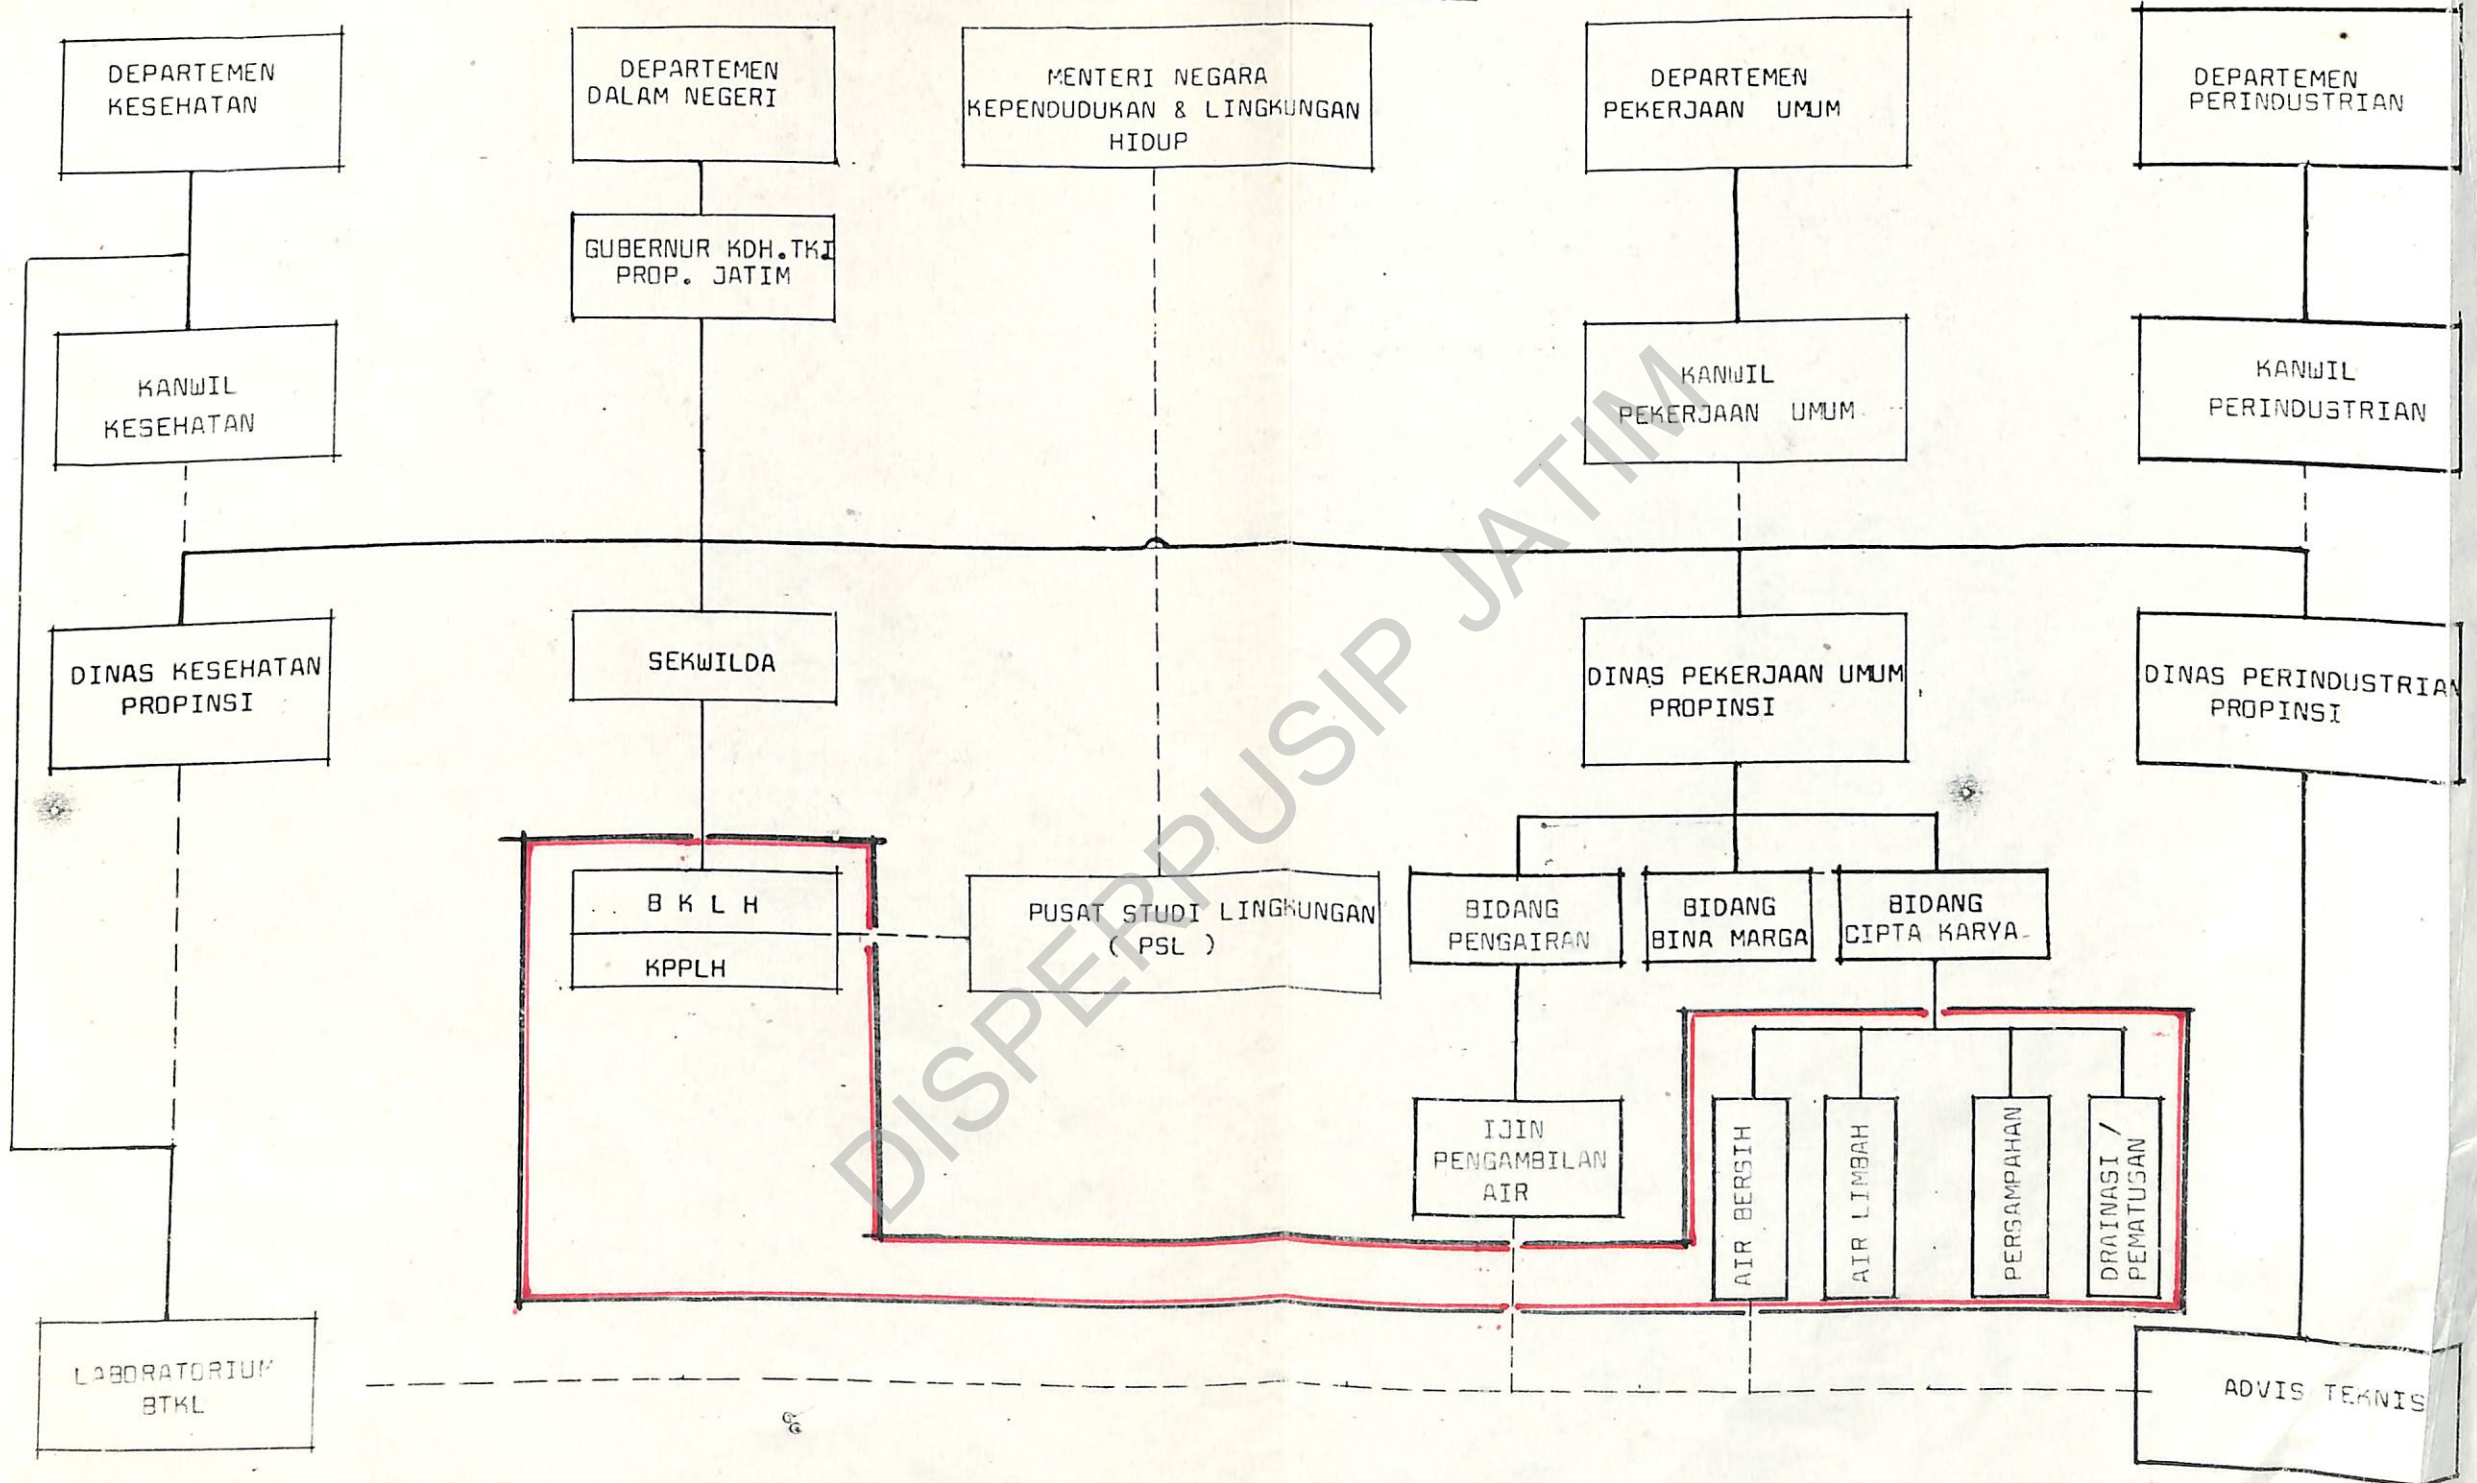 DEPARTEMEN
KESEHATAN
DEPARTEMEN
DALAM NEGERI
MENTERI NEGARA
KEPENDUDUKAN & LINGKUNGAN
HIDUP
DEPARTEMEN
PEKERJAAN UMUM
DEPARTEMEN
PERINDUSTRIAN
GUBERNUR KDH.TKI
PROP. JATIM
KANWIL
KESEHATAN
KANWIL
PEKERJAAN UMUM
KANWIL
PERINDUSTRIAN
DINAS KESEHATAN
PROPINSI
SEKWILDA
DINAS PEKERJAAN UMUM
PROPINSI
DINAS PERINDUSTRIAN
PROPINSI
B K L H
KPPLH
PUSAT STUDI LINGKUNGAN
( PSL )
BIDANG
PENGAIRAN
BIDANG
BINA MARGA
BIDANG
CIPTA KARYA
IJIN
PENGAMBILAN
AIR
AIR BERSIH
AIR LIMBAH
PERSAMPAHAN
DRAINASI /
PEMATUSAN
LABORATORIUM
BTKL
ADVIS TEKNIS
DISPERPUSIP JATIM